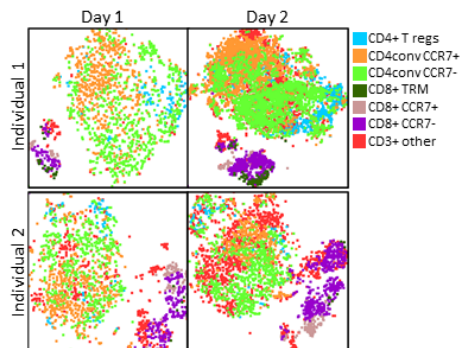 Day 1 Day 2
Individual 1
Individual 2
CD4+ T regs
CD4conv CCR7+
CD4conv CCR7-
CD8+ TRM
CD8+ CCR7+
CD8+ CCR7-
CD3+ other